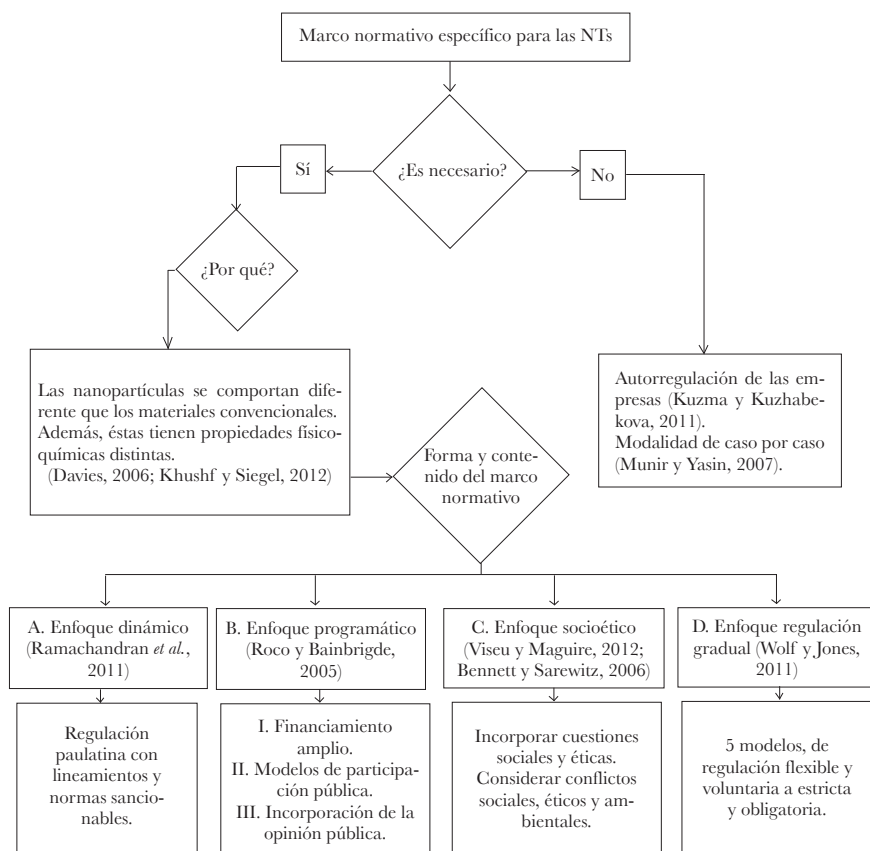 Marco normativo específico para las NTs
¿Es necesario?
Sí
No
¿Por qué?
Las nanopartículas se comportan dife-
rente que los materiales convencionales.
Además, éstas tienen propiedades físico-
químicas distintas.
(Davies, 2006; Khushf y Siegel, 2012)
Forma y conte-
nido del marco
normativo
Autorregulación de las em-
presas (Kuzma y Kuzhabe-
kova, 2011).
Modalidad de caso por caso
(Munir y Yasin, 2007).
A. Enfoque dinámico
(Ramachandran et al.,
2011)
B. Enfoque programático
(Roco y Bainbrigde,
2005)
C. Enfoque socioético
(Viseu y Maguire, 2012;
Bennett y Sarewitz, 2006)
D. Enfoque regulación
gradual (Wolf y Jones,
2011)
Regulación
paulatina con
lineamientos y
normas sancio-
nables.
I. Financiamiento
amplio.
II. Modelos de participa-
ción pública.
III. Incorporación de la
opinión pública.
Incorporar cuestiones
sociales y éticas.
Considerar conflictos
sociales, éticos y am-
bientales.
5 modelos, de
regulación flexible y
voluntaria a estricta
y obligatoria.